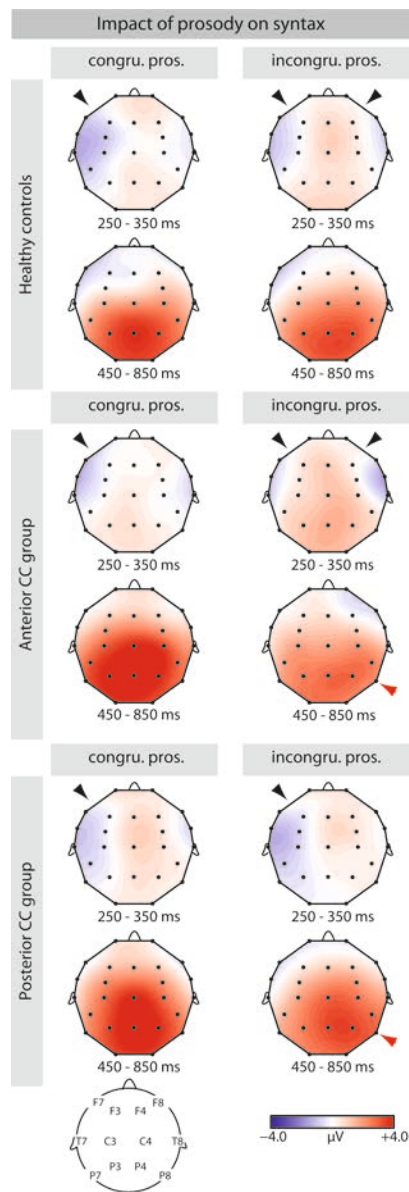 Impact of prosody on syntax
congru. pros. incongru. pros.
Healthy controls
250 - 350 ms 250 - 350 ms
450 - 850 ms 450 - 850 ms
congru. pros. incongru. pros.
Anterior CC group
250 - 350 ms 250 - 350 ms
450 - 850 ms 450 - 850 ms
congru. pros. incongru. pros.
Posterior CC group
250 - 350 ms 250 - 350 ms
450 - 850 ms 450 - 850 ms
F7 F8
F3 F4
T7 C3 C4 T8
P3 P4
P7 P8
−4.0 μV +4.0